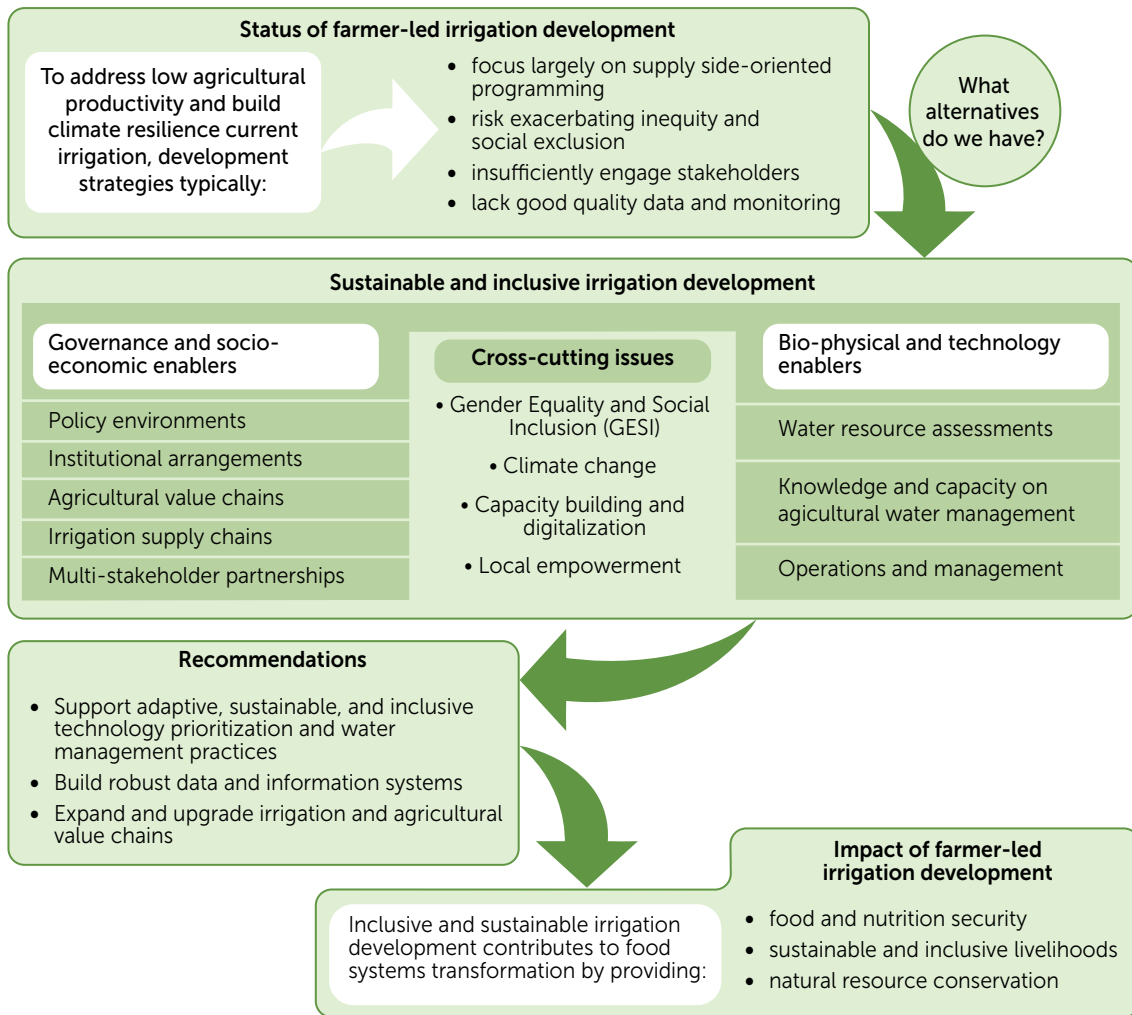 Status of farmer-led irrigation development
To address low agricultural
productivity and build
climate resilience current
irrigation, development
strategies typically:
• focus largely on supply side-oriented
programming
• risk exacerbating inequity and
social exclusion
• insufficiently engage stakeholders
• lack good quality data and monitoring
What
alternatives
do we have?
Sustainable and inclusive irrigation development
Governance and socio-
economic enablers
Policy environments
Institutional arrangements
Agricultural value chains
Irrigation supply chains
Multi-stakeholder partnerships
Cross-cutting issues
• Gender Equality and Social
Inclusion (GESI)
• Climate change
• Capacity building and
digitalization
• Local empowerment
Bio-physical and technology
enablers
Water resource assessments
Knowledge and capacity on
agicultural water management
Operations and management
Recommendations
• Support adaptive, sustainable, and inclusive
technology prioritization and water
management practices
• Build robust data and information systems
• Expand and upgrade irrigation and agricultural
value chains
Inclusive and sustainable irrigation
development contributes to food
systems transformation by providing:
Impact of farmer-led
irrigation development
• food and nutrition security
• sustainable and inclusive livelihoods
• natural resource conservation